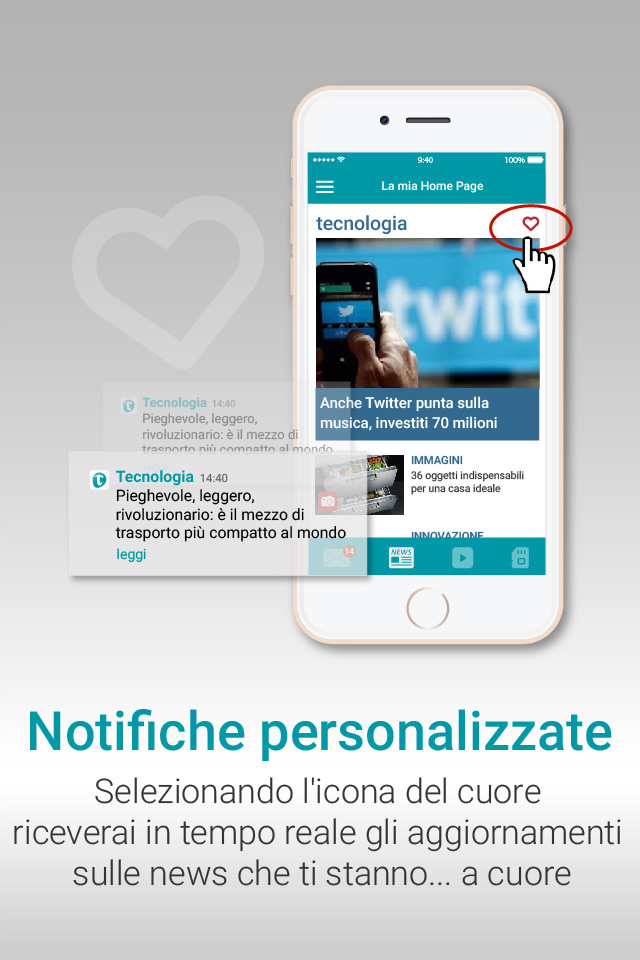 9:40
100%
La mia Home Page
tecnologia
twit
Anche Twitter punta sulla
musica, investiti 70 milioni
IMMAGINI
36 oggetti indispensabili
per una casa ideale
INNOVAZIONE
14
NEWS
Tecnologia 14:40
Pieghevole, leggero,
rivoluzionario: è il mezzo di
trasporto più compatto al mondo
t Tecnologia 14:40
Pieghevole, leggero,
rivoluzionario: è il mezzo di
trasporto più compatto al mondo
leggi
Notifiche personalizzate
Selezionando l'icona del cuore
riceverai in tempo reale gli aggiornamenti
sulle news che ti stanno... a cuore